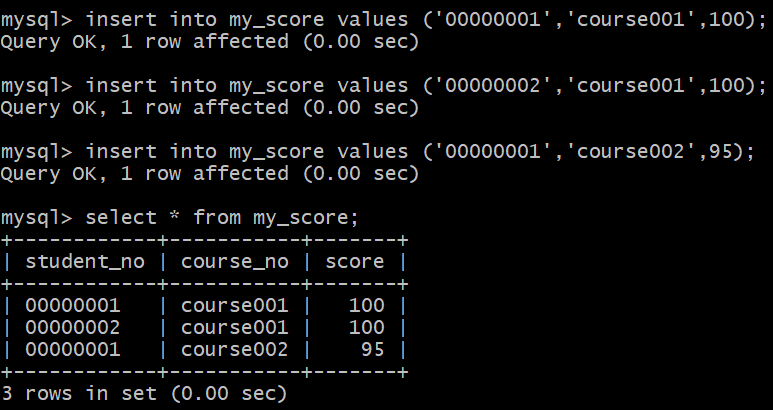 mysql> insert into my_score values ('00000001','course001',100);
Query OK, 1 row affected (0.00 sec)
mysql> insert into my_score values ('00000002','course001',100);
Query OK, 1 row affected (0.00 sec)
mysql> insert into my_score values ('00000001','course002',95);
Query OK, 1 row affected (0.00 sec)
mysql> select * from my_score;
+------------+-----------+-------+
| student_no | course_no | score |
+------------+-----------+-------+
| 00000001   | course001 |   100 |
| 00000002   | course001 |   100 |
| 00000001   | course002 |    95 |
+------------+-----------+-------+
3 rows in set (0.00 sec)